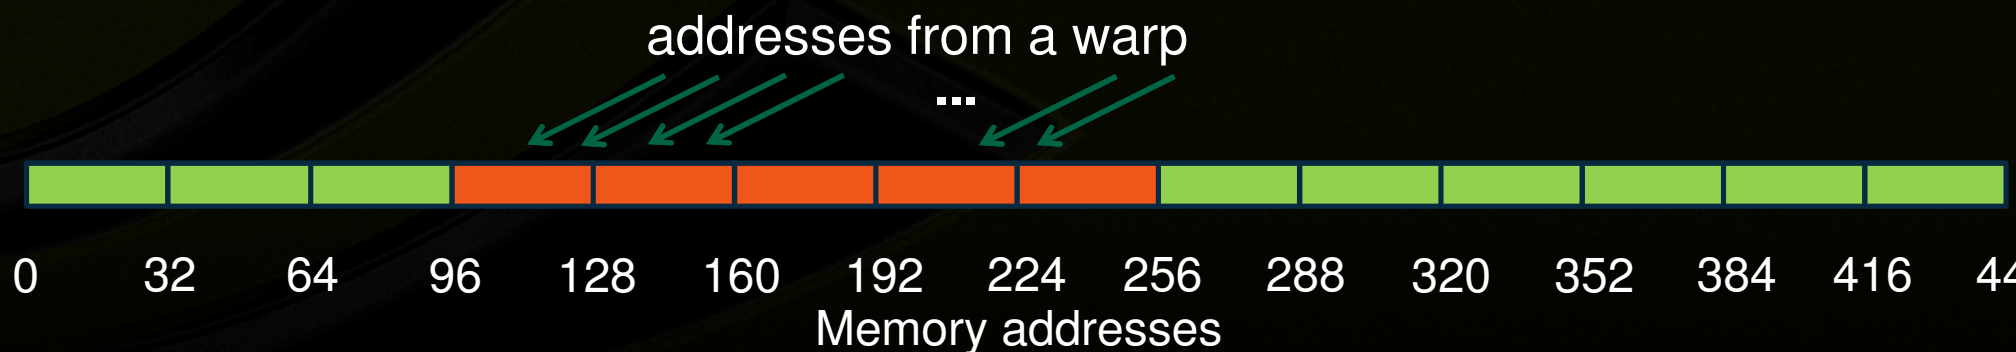 addresses from a warp
...
0 32 64 96 128 160 192 224 256 288 320 352 384 416 44
Memory addresses